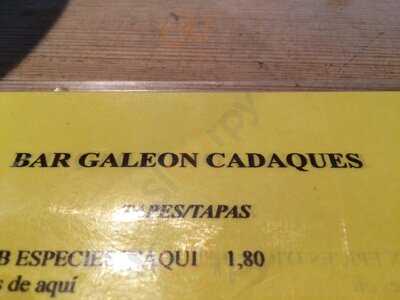 BAR GALEON CADAQUES
TAPES/TAPAS
B ESPECIES D'AQUI 1,80
s de aquí